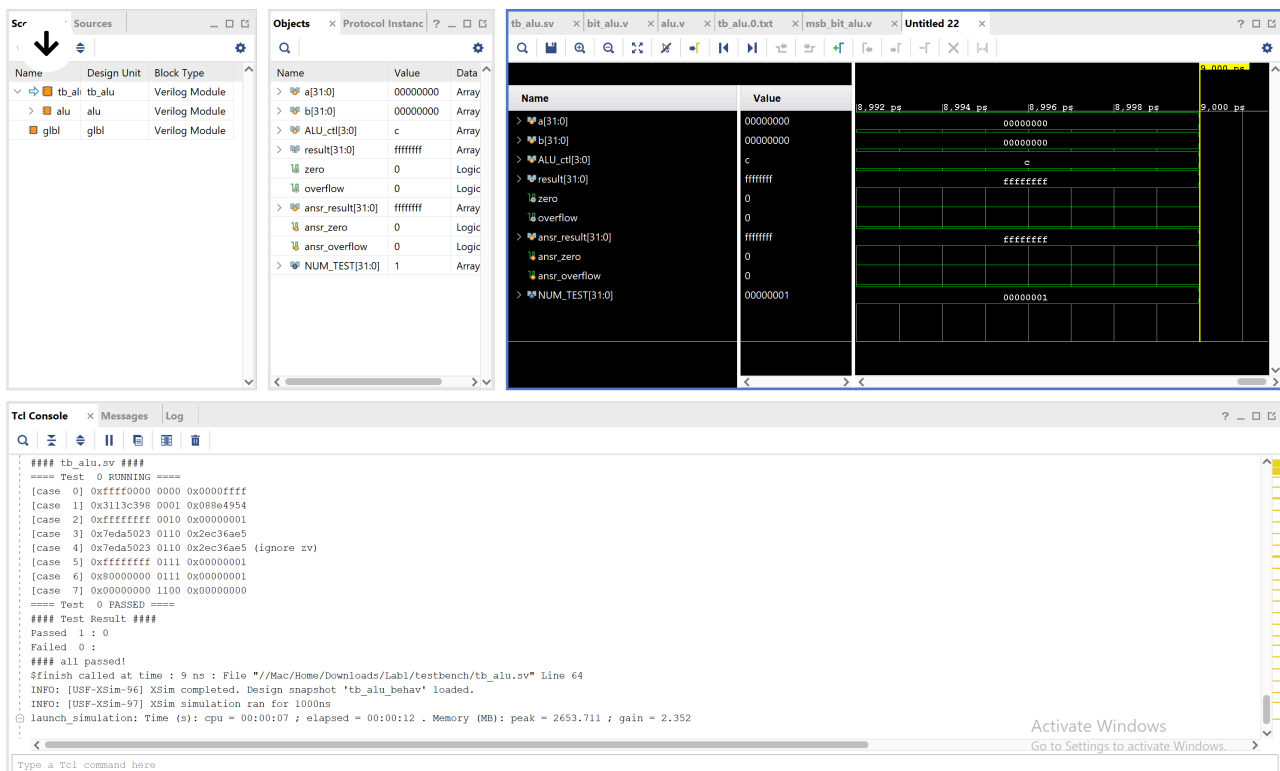 Sources
Name Design Unit Block Type
tb_alu tb_alu Verilog Module
alu alu Verilog Module
glbl glbl Verilog Module
Objects × Protocol Instanc ?
Name Value Data
a[31:0] 00000000 Array
b[31:0] 00000000 Array
ALU_ctl[3:0] c Array
result[31:0] ffffffff Array
zero 0 Logic
overflow 0 Logic
ansr_result[31:0] ffffffff Array
ansr_zero 0 Logic
ansr_overflow 0 Logic
NUM_TEST[31:0] 1 Array
tb_alu.sv × bit_alu.v × alu.v × tb_alu.0.txt × msb_bit_alu.v × Untitled 22 × ?
9,000 ps
Name Value
8,992 ps 8,994 ps 8,996 ps 8,998 ps 9,000 ps
a[31:0] 00000000 00000000
b[31:0] 00000000 00000000
ALU_ctl[3:0] c c
result[31:0] ffffffff ffffffff
zero 0
overflow 0
ansr_result[31:0] ffffffff ffffffff
ansr_zero 0
ansr_overflow 0
NUM_TEST[31:0] 00000001 00000001
Tcl Console × Messages Log ?
#### tb_alu.sv ####
==== Test 0 RUNNING ====
[case 0] 0xffff0000 0000 0x0000ffff
[case 1] 0x3113c398 0001 0x088e4954
[case 2] 0xffffffff 0010 0x00000001
[case 3] 0x7eda5023 0110 0x2ec36ae5
[case 4] 0x7eda5023 0110 0x2ec36ae5 (ignore zv)
[case 5] 0xffffffff 0111 0x00000001
[case 6] 0x80000000 0111 0x00000001
[case 7] 0x00000000 1100 0x00000000
==== Test 0 PASSED ====
#### Test Result ####
Passed 1 : 0
Failed 0 :
#### all passed!
$finish called at time : 9 ns : File "//Mac/Home/Downloads/Lab1/testbench/tb_alu.sv" Line 64
INFO: [USF-XSim-96] XSim completed. Design snapshot 'tb_alu_behav' loaded.
INFO: [USF-XSim-97] XSim simulation ran for 1000ns
launch_simulation: Time (s): cpu = 00:00:07 ; elapsed = 00:00:12 . Memory (MB): peak = 2653.711 ; gain = 2.352
Activate Windows
Go to Settings to activate Windows.
Type a Tcl command here